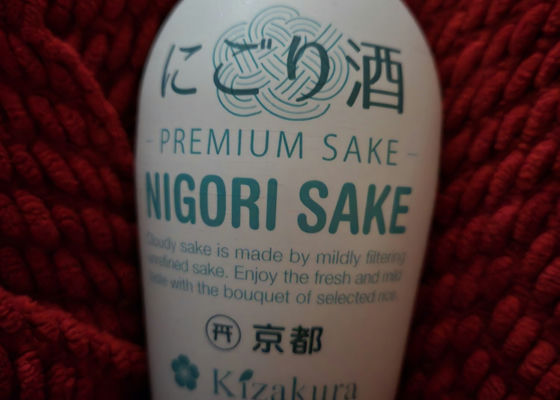 にごり酒
- PREMIUM SAKE -
NIGORI SAKE
Cloudy sake is made by mildly filtering
unrefined sake. Enjoy the fresh and mild
taste with the bouquet of selected rice.
京都
Kizakura